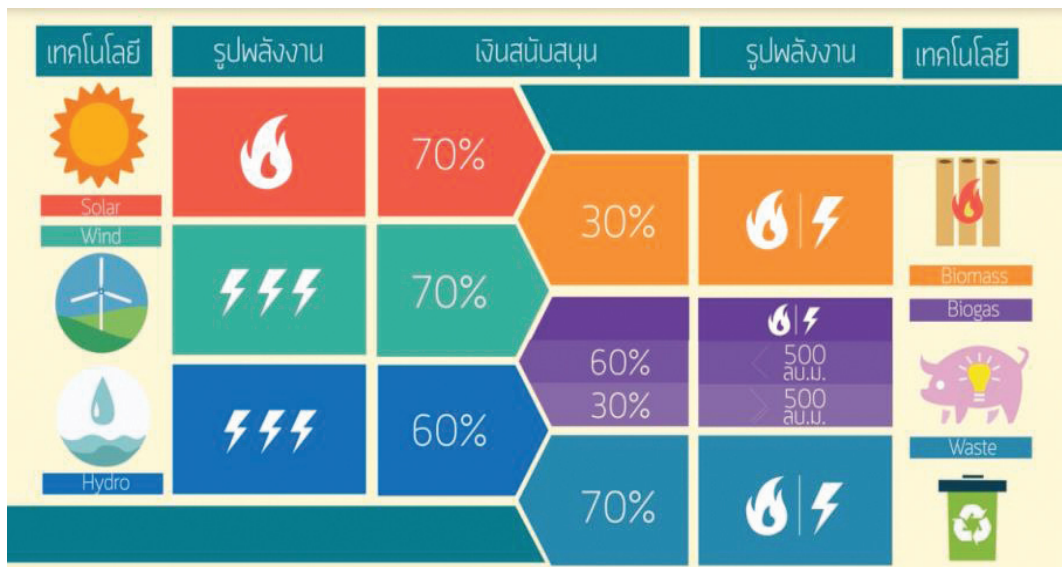 เทคโนโลยี
รูปพลังงาน
เงินสนับสนุน
รูปพลังงาน
เทคโนโลยี
Solar
70%
30%
Biomass
Wind
70%
Biogas
60%
< 500
ลบ.ม.
30%
> 500
ลบ.ม.
Hydro
60%
Waste
70%